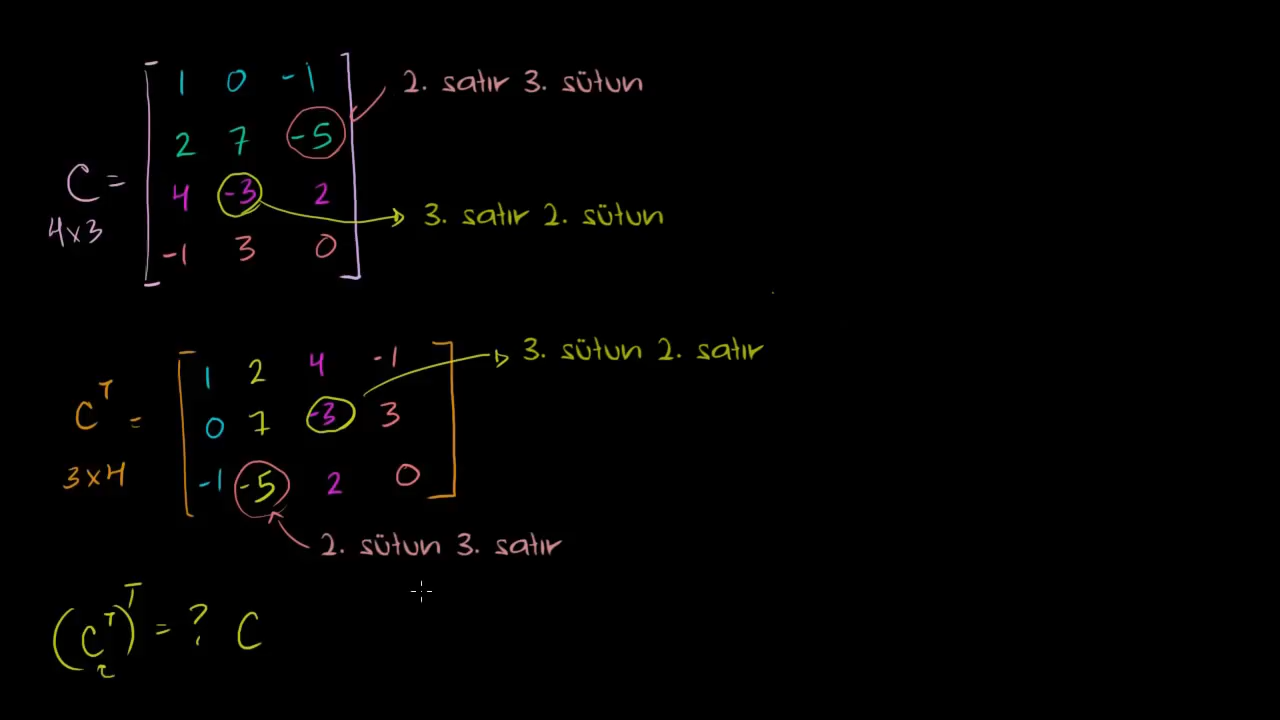 1 0 -1 2. satır 3. sütun
2 7 -5
C =
4 -3 2 3. satır 2. sütun
4x3
-1 3 0
1 2 4 -1 3. sütun 2. satır
C^T =
0 7 -3 3
3x4
-1 -5 2 0
2. sütun 3. satır
(C^T)^T = ? C